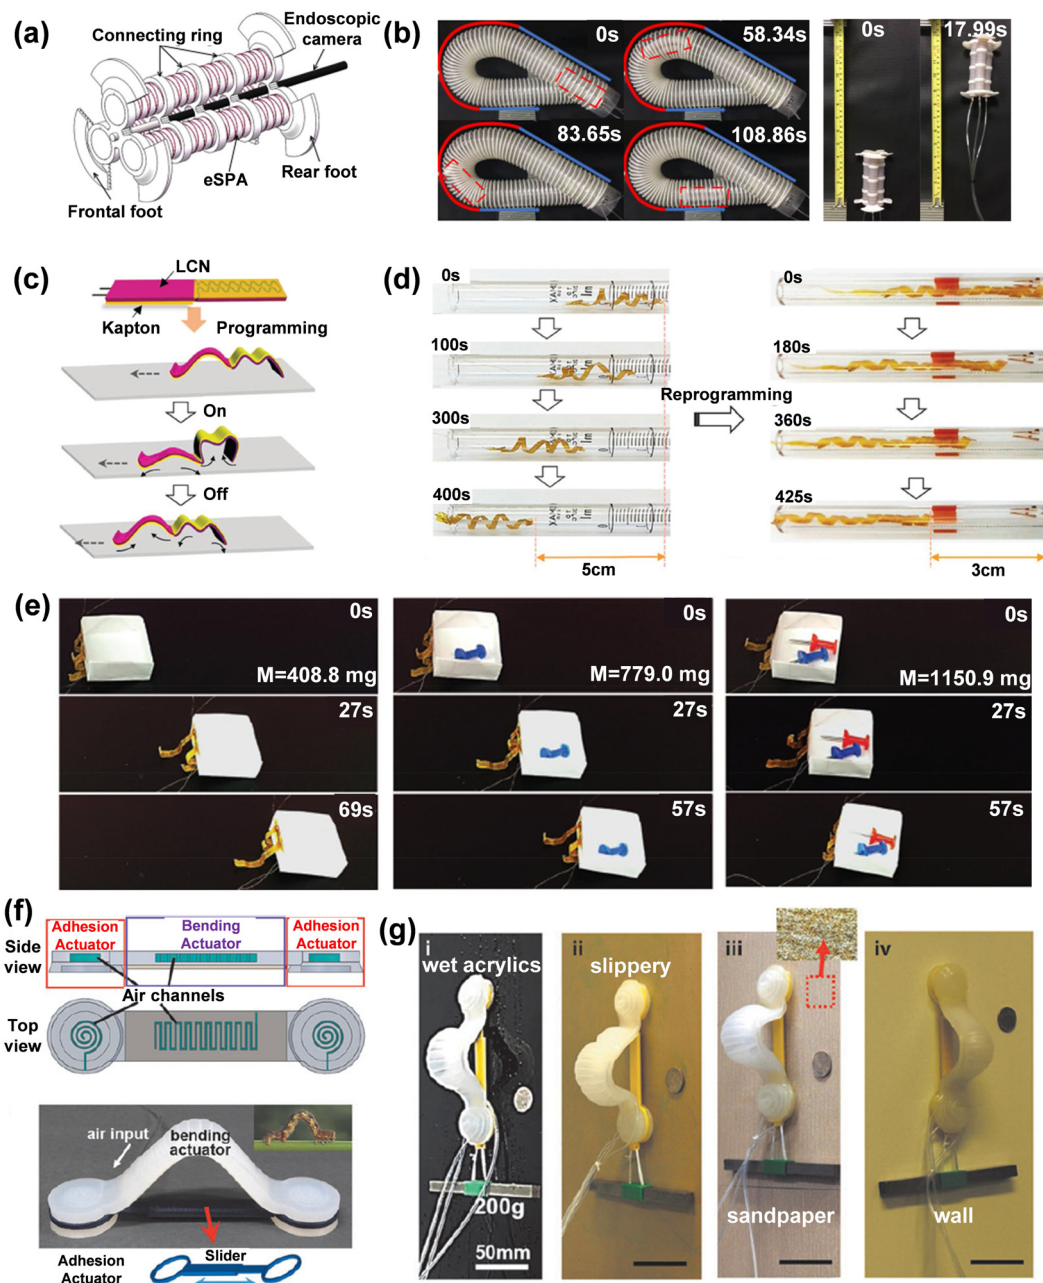 (a)
Connecting ring
Endoscopic
camera
eSPA
Rear foot
Frontal foot
(b)
0s
58.34s
83.65s
108.86s
0s
17.99s
(c)
LCN
Kapton
Programming
On
Off
(d)
0s
100s
300s
400s
5cm
Reprogramming
0s
180s
360s
425s
3cm
(e)
0s
M=408.8 mg
27s
69s
0s
M=779.0 mg
27s
57s
0s
M=1150.9 mg
27s
57s
(f)
Adhesion
Actuator
Bending
Actuator
Adhesion
Actuator
Side
view
Air channels
Top
view
air input
bending
actuator
Adhesion
Actuator
Slider
(g)
i
wet acrylics
200g
50mm
ii
slippery
iii
sandpaper
iv
wall